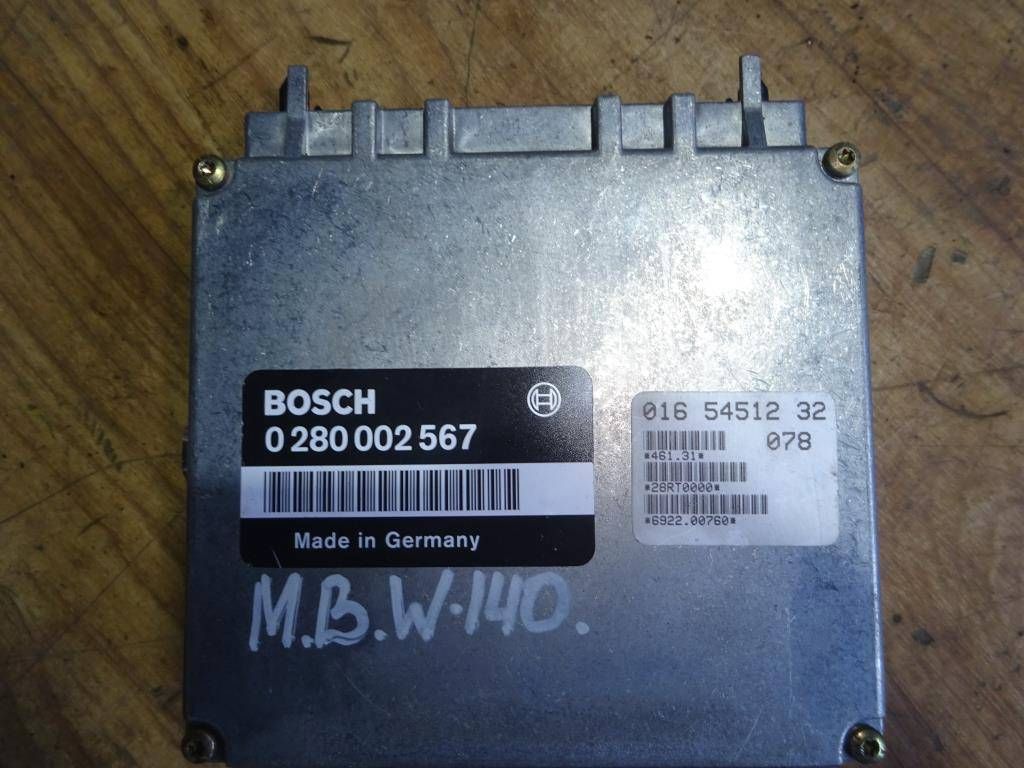 BOSCH
0 280 002 567
Made in Germany
016 54512 32
078
*461.31*
*28RT0000*
*6922.00760*
M.B.W-140.